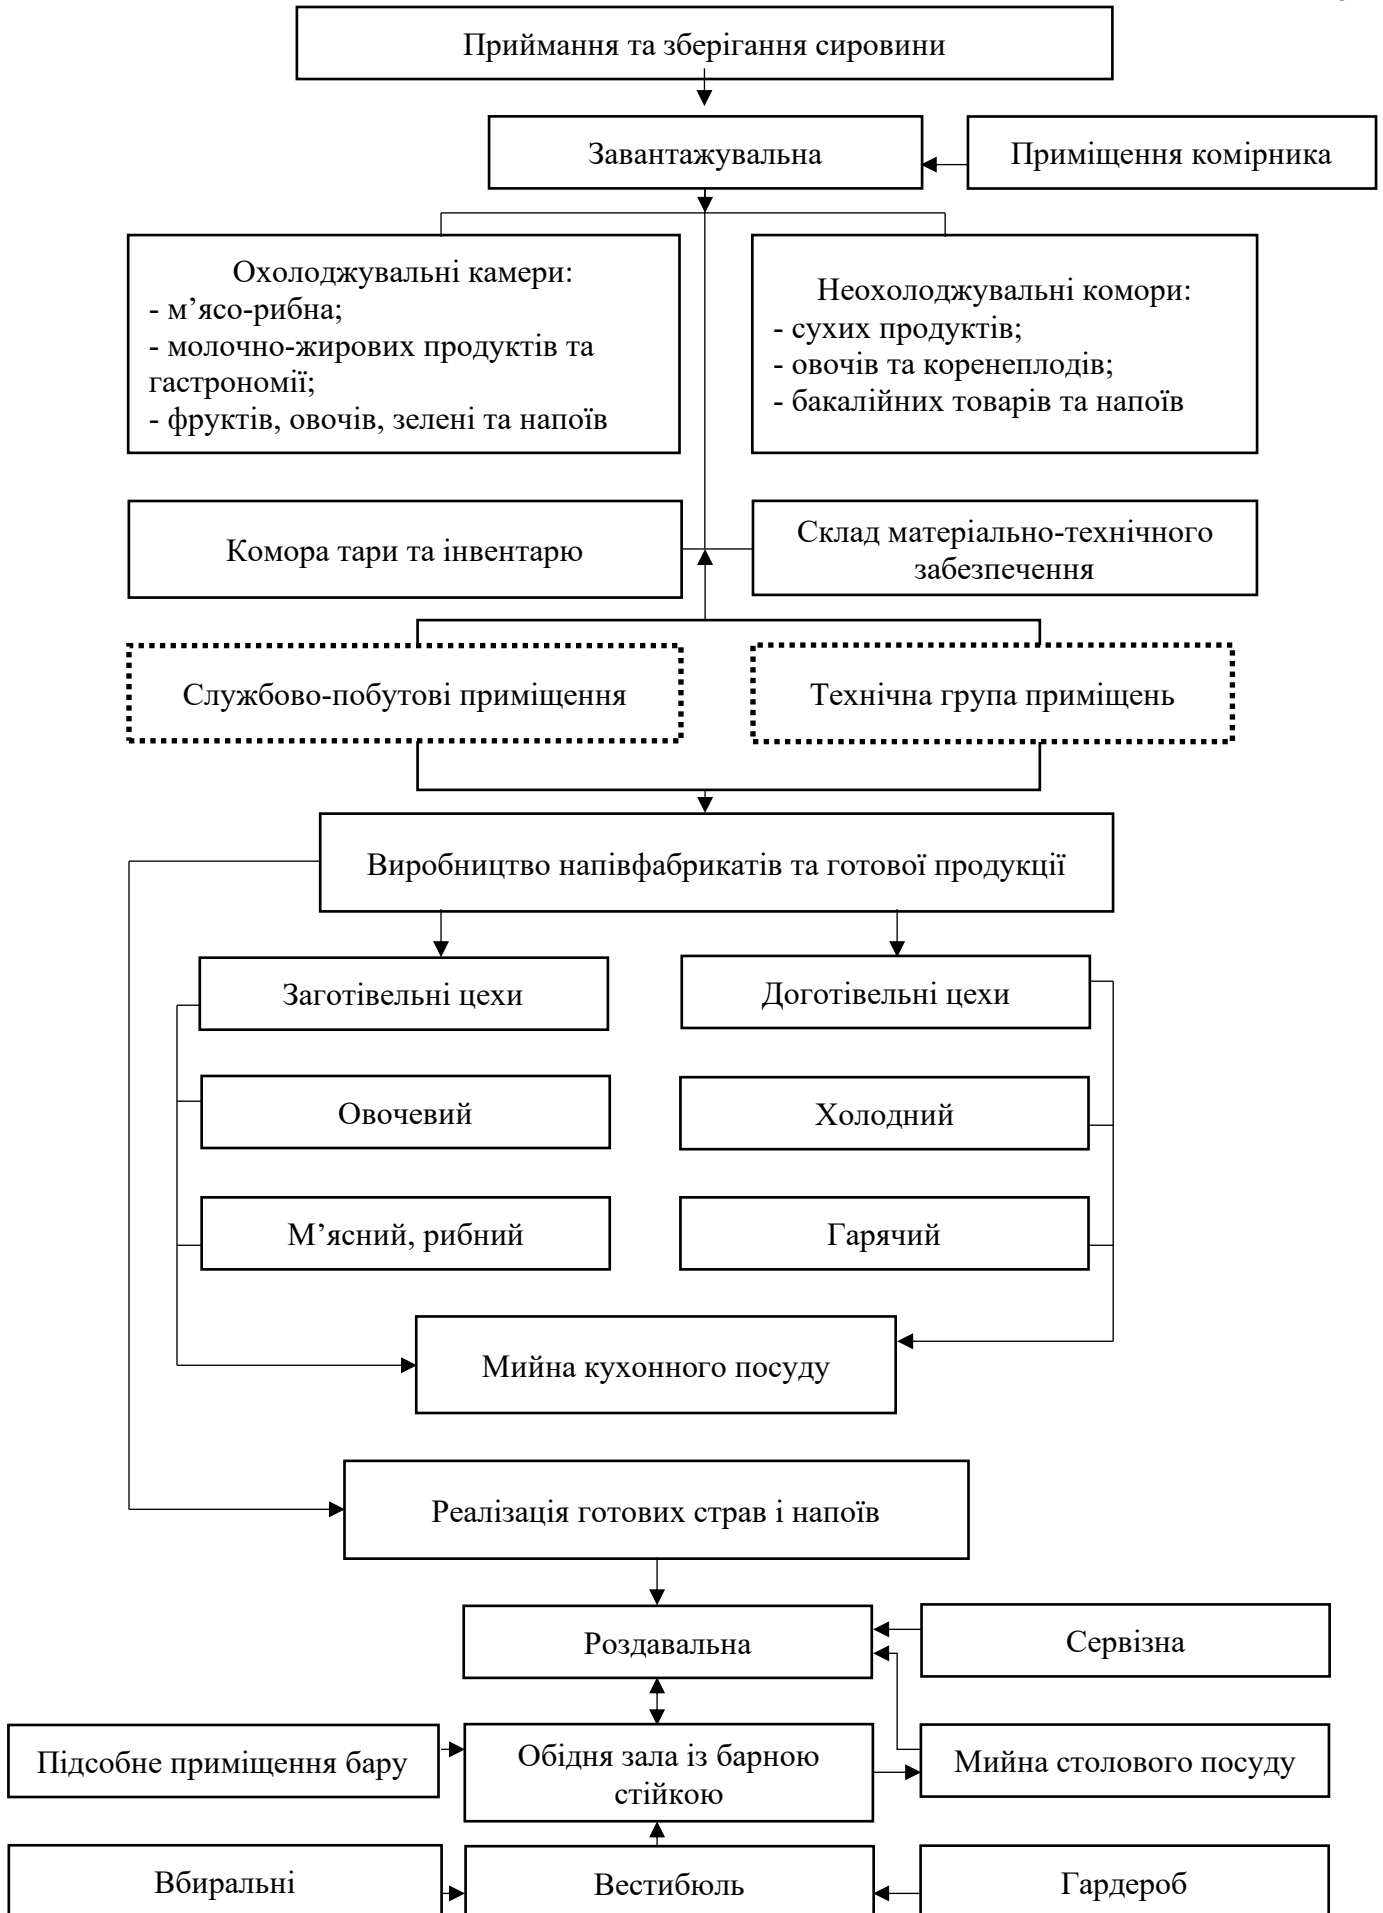 Приймання та зберігання сировини
Завантажувальна
Приміщення комірника
Охолоджувальні камери:
- м’ясо-рибна;
- молочно-жирових продуктів та
гастрономії;
- фруктів, овочів, зелені та напоїв
Неохолоджувальні комори:
- сухих продуктів;
- овочів та коренеплодів;
- бакалійних товарів та напоїв
Комора тари та інвентарю
Склад матеріально-технічного
забезпечення
Службово-побутові приміщення
Технічна група приміщень
Виробництво напівфабрикатів та готової продукції
Заготівельні цехи
Доготівельні цехи
Овочевий
Холодний
М’ясний, рибний
Гарячий
Мийна кухонного посуду
Реалізація готових страв і напоїв
Роздавальна
Сервізна
Підсобне приміщення бару
Обідня зала із барною
стійкою
Мийна столового посуду
Вбиральні
Вестибюль
Гардероб